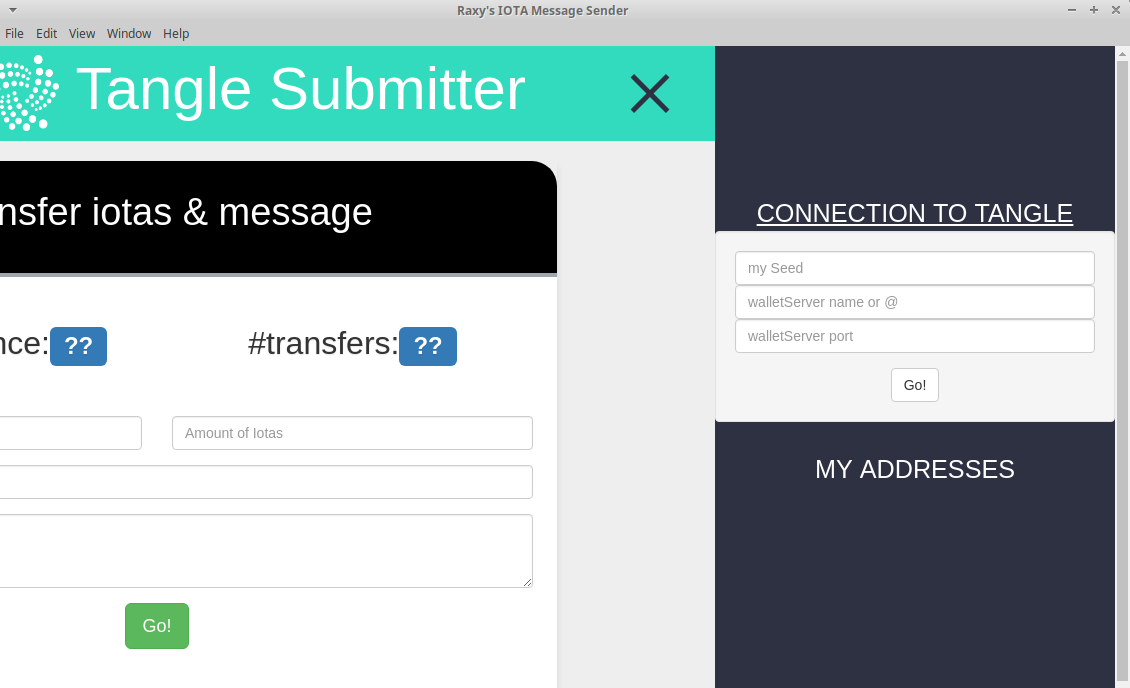 Raxy's IOTA Message Sender
File Edit View Window Help
Tangle Submitter
nsfer iotas & message
nce: ??
#transfers: ??
Amount of Iotas
Go!
CONNECTION TO TANGLE
my Seed
walletServer name or @
walletServer port
Go!
MY ADDRESSES